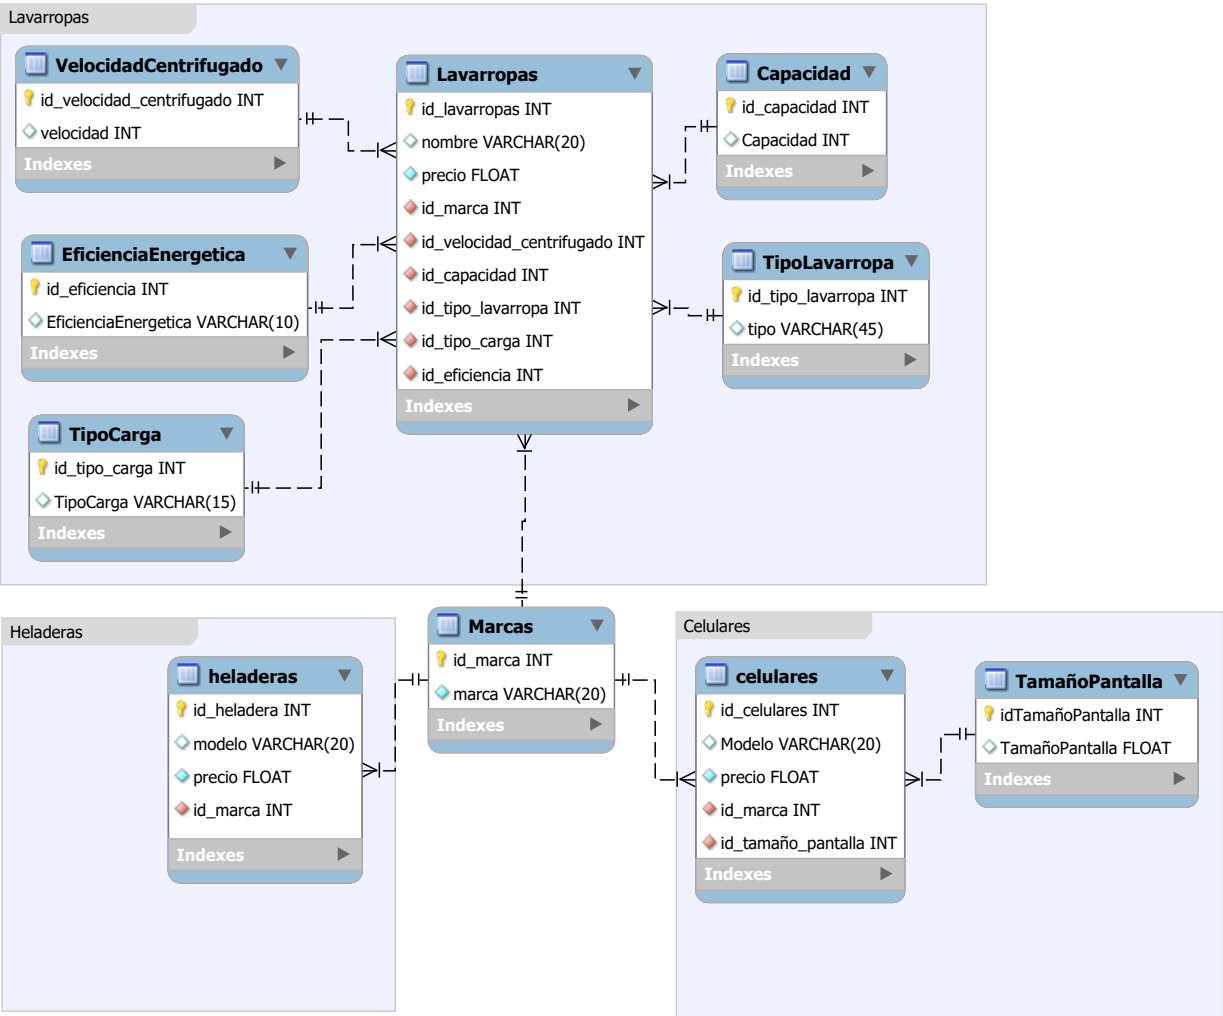 Lavarropas
VelocidadCentrifugado
id_velocidad_centrifugado INT
velocidad INT
Indexes
EficienciaEnergetica
id_eficiencia INT
EficienciaEnergetica VARCHAR(10)
Indexes
TipoCarga
id_tipo_carga INT
TipoCarga VARCHAR(15)
Indexes
Lavarropas
id_lavarropas INT
nombre VARCHAR(20)
precio FLOAT
id_marca INT
id_velocidad_centrifugado INT
id_capacidad INT
id_tipo_lavarropa INT
id_tipo_carga INT
id_eficiencia INT
Indexes
Capacidad
id_capacidad INT
Capacidad INT
Indexes
TipoLavarropa
id_tipo_lavarropa INT
tipo VARCHAR(45)
Indexes
Heladeras
heladeras
id_heladera INT
modelo VARCHAR(20)
precio FLOAT
id_marca INT
Indexes
Marcas
id_marca INT
marca VARCHAR(20)
Indexes
Celulares
celulares
id_celulares INT
Modelo VARCHAR(20)
precio FLOAT
id_marca INT
id_tamaño_pantalla INT
Indexes
TamañoPantalla
idTamañoPantalla INT
TamañoPantalla FLOAT
Indexes